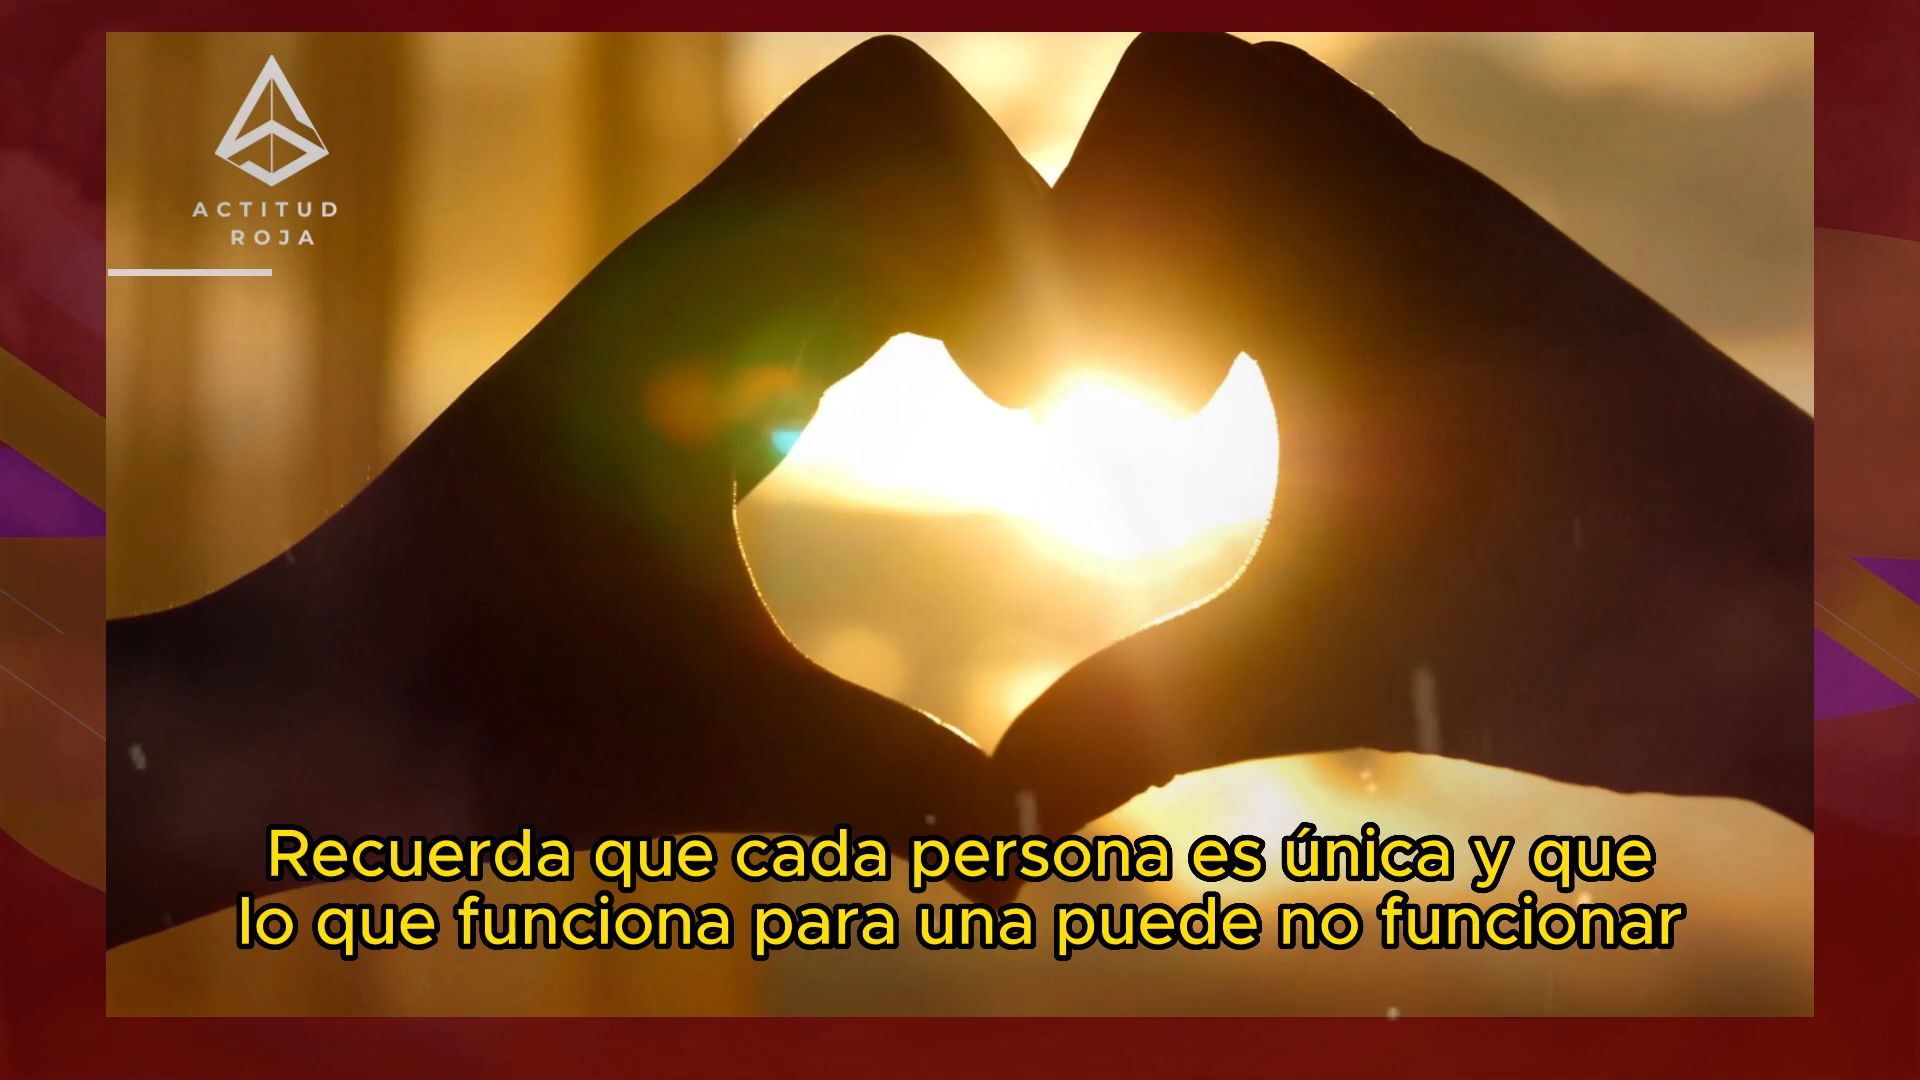 ACTITUD
ROJA
Recuerda que cada persona es única y que
lo que funciona para una puede no funcionar